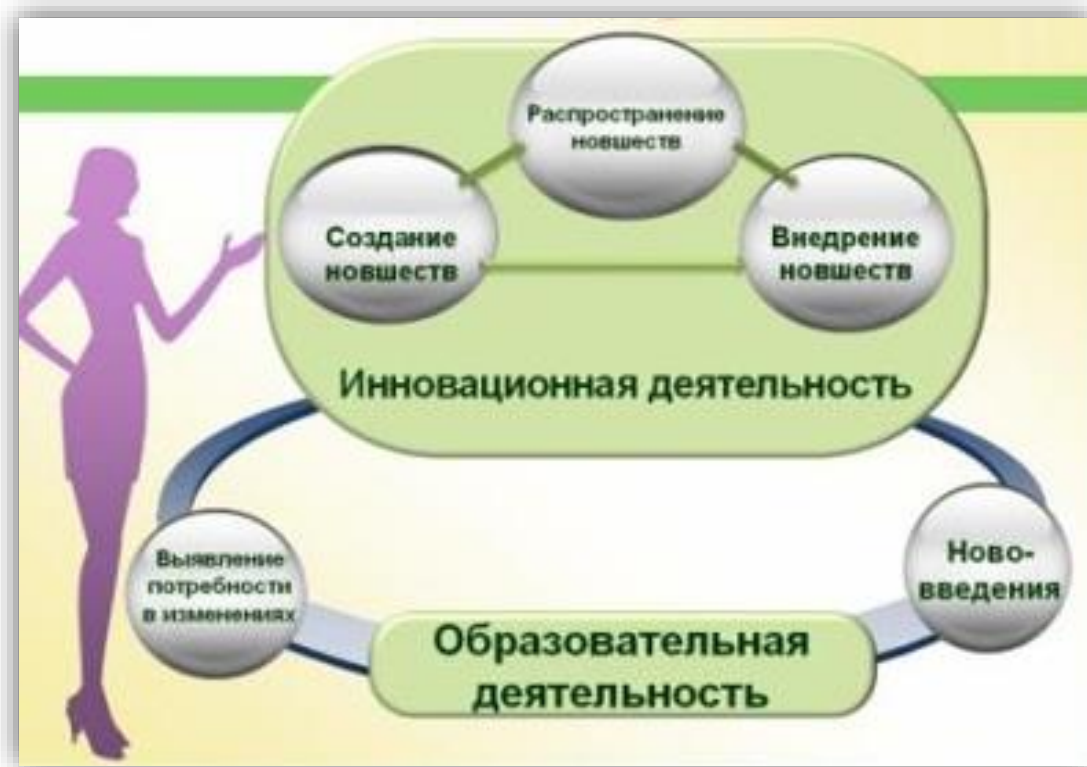 Распространение
новшеств
Создание
новшеств
Внедрение
новшеств
Инновационная деятельность
Выявление
потребности
в изменениях
Ново-
введения
Образовательная
деятельность